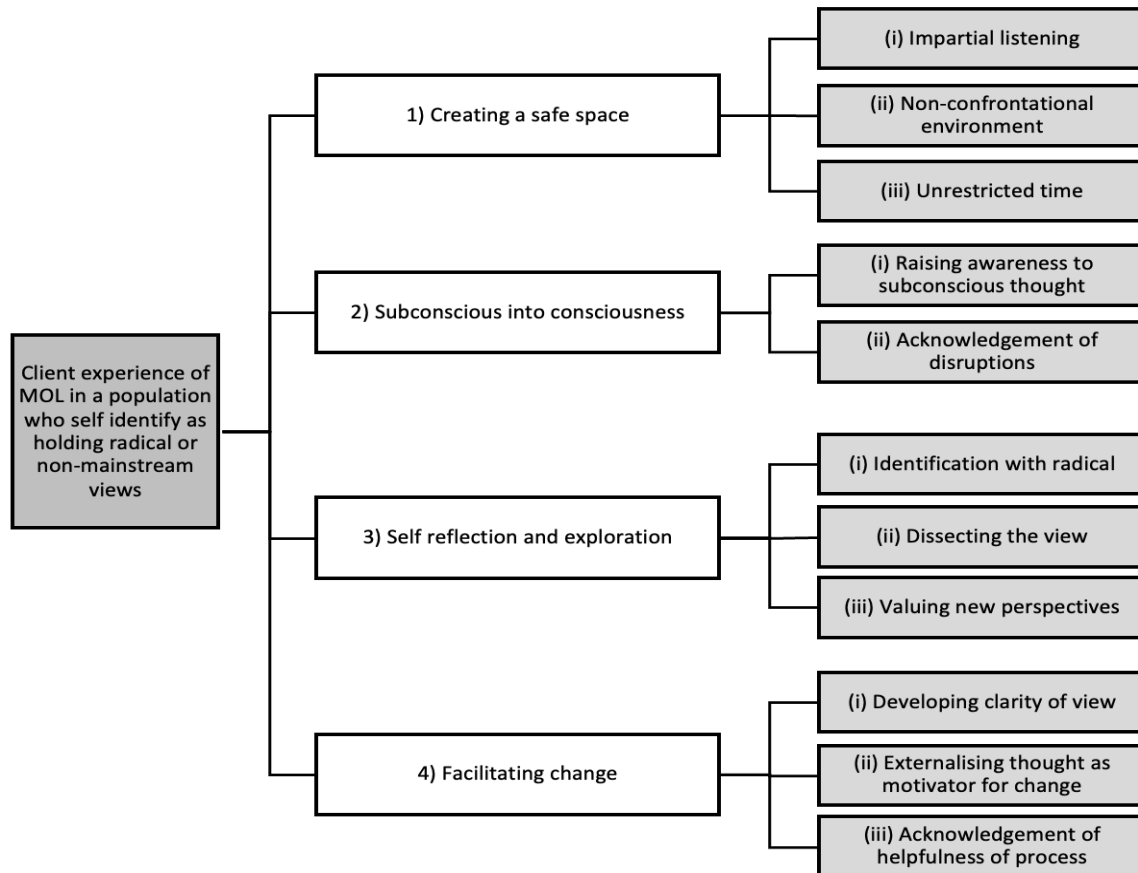 Client experience of
MOL in a population
who self identify as
holding radical or
non-mainstream
views
1) Creating a safe space
(i) Impartial listening
(ii) Non-confrontational
environment
(iii) Unrestricted time
2) Subconscious into consciousness
(i) Raising awareness to
subconscious thought
(ii) Acknowledgement of
disruptions
3) Self reflection and exploration
(i) Identification with radical
(ii) Dissecting the view
(iii) Valuing new perspectives
4) Facilitating change
(i) Developing clarity of view
(ii) Externalising thought as
motivator for change
(iii) Acknowledgement of
helpfulness of process